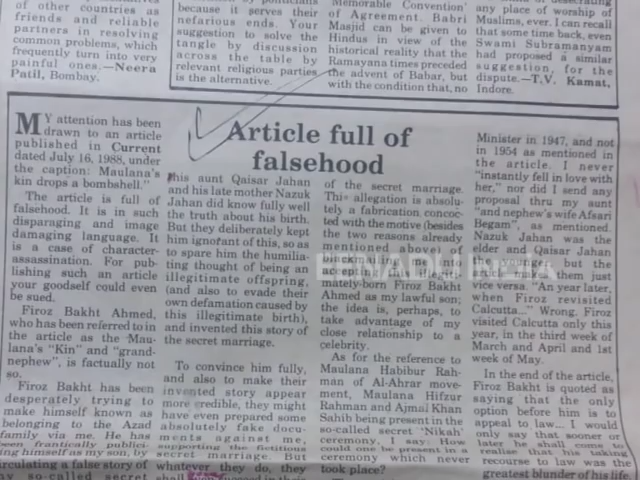 of other countries as
friends and reliable
partners in resolving
common problems, which
frequently turn into very
painful ones.—Neera
Patil, Bombay.
because it serves their
nefarious ends. Your
suggestion to solve the
tangle by discussion
across the table by
relevant religious parties
is the alternative.
Memorable Convention'
of Agreement. Babri
Masjid can be given to
Hindus in view of the
historical reality that the
Ramayana times preceded
the advent of Babar, but
with the condition that, no
any place of worship of
Muslims, ever. I can recall
that some time back, even
Swami Subramanyam
had proposed a similar
suggestion, for the
dispute.—T.V. Kamat,
Indore.
Article full of
falsehood
MY attention has been
drawn to an article
published in Current
dated July 16, 1988, under
the caption: Maulana's
kin drops a bombshell."
The article is full of
falsehood. It is in such
disparaging and image
damaging language. It
is a case of character-
assassination. For pub-
lishing such an article
your goodself could even
be sued.
Firoz Bakht Ahmed,
who has been referred to in
the article as the Mau-
lana's "Kin" and "grand-
nephew", is factually not
so.
Firoz Bakht has been
desperately trying to
make himself known as
belonging to the Azad
family via me. He has
been frantically publici-
ing himself as my son, by
circulating a false story of
my so-called secret
his aunt Qaisar Jahan
and his late mother Nazuk
Jahan did know fully well
the truth about his birth.
But they deliberately kept
him ignorant of this, so as
to spare him the humilia-
ting thought of being an
illegitimate offspring,
(and also to evade their
own defamation caused by
this illegitimate birth),
and invented this story of
the secret marriage.
To convince him fully,
and also to make their
invented story appear
more credible, they might
have even prepared some
absolutely fake docu-
ments against me,
supporting the fictitious
secret marriage. But
whatever they do, they
of the secret marriage.
This allegation is absolu-
tely a fabrication concoc-
ted with the motive (besides
the two reasons already
mentioned above) of
mately-born Firoz Bakht
Ahmed as my lawful son;
the idea is, perhaps, to
take advantage of my
close relationship to a
celebrity.
As for the reference to
Maulana Habibur Rah-
man of Al-Ahrar move-
ment, Maulana Hifzur
Rahman and Ajmal Khan
Sahib being present in the
so-called secret 'Nikah'
ceremony, I say: How
could one be present in a
ceremony which never
took place?
Minister in 1947, and not
in 1954 as mentioned in
the article. I never
"instantly fell in love with
her," nor did I send any
proposal thru my aunt
"and nephew's wife Afsari
Begam", as mentioned.
Nazuk Jahan was the
elder and Qaisar Jahan
them just
vice versa. "An year later,
when Firoz revisited
Calcutta..." Wrong. Firoz
visited Calcutta only this
year, in the third week of
March and April and 1st
week of May.
In the end of the article,
Firoz Bakht is quoted as
saying that the only
option before him is to
appeal to law... I would
only say that sooner or
later he shall come to
realise that his taking
recourse to law was the
greatest blunder of his life.
EENADU INDIA